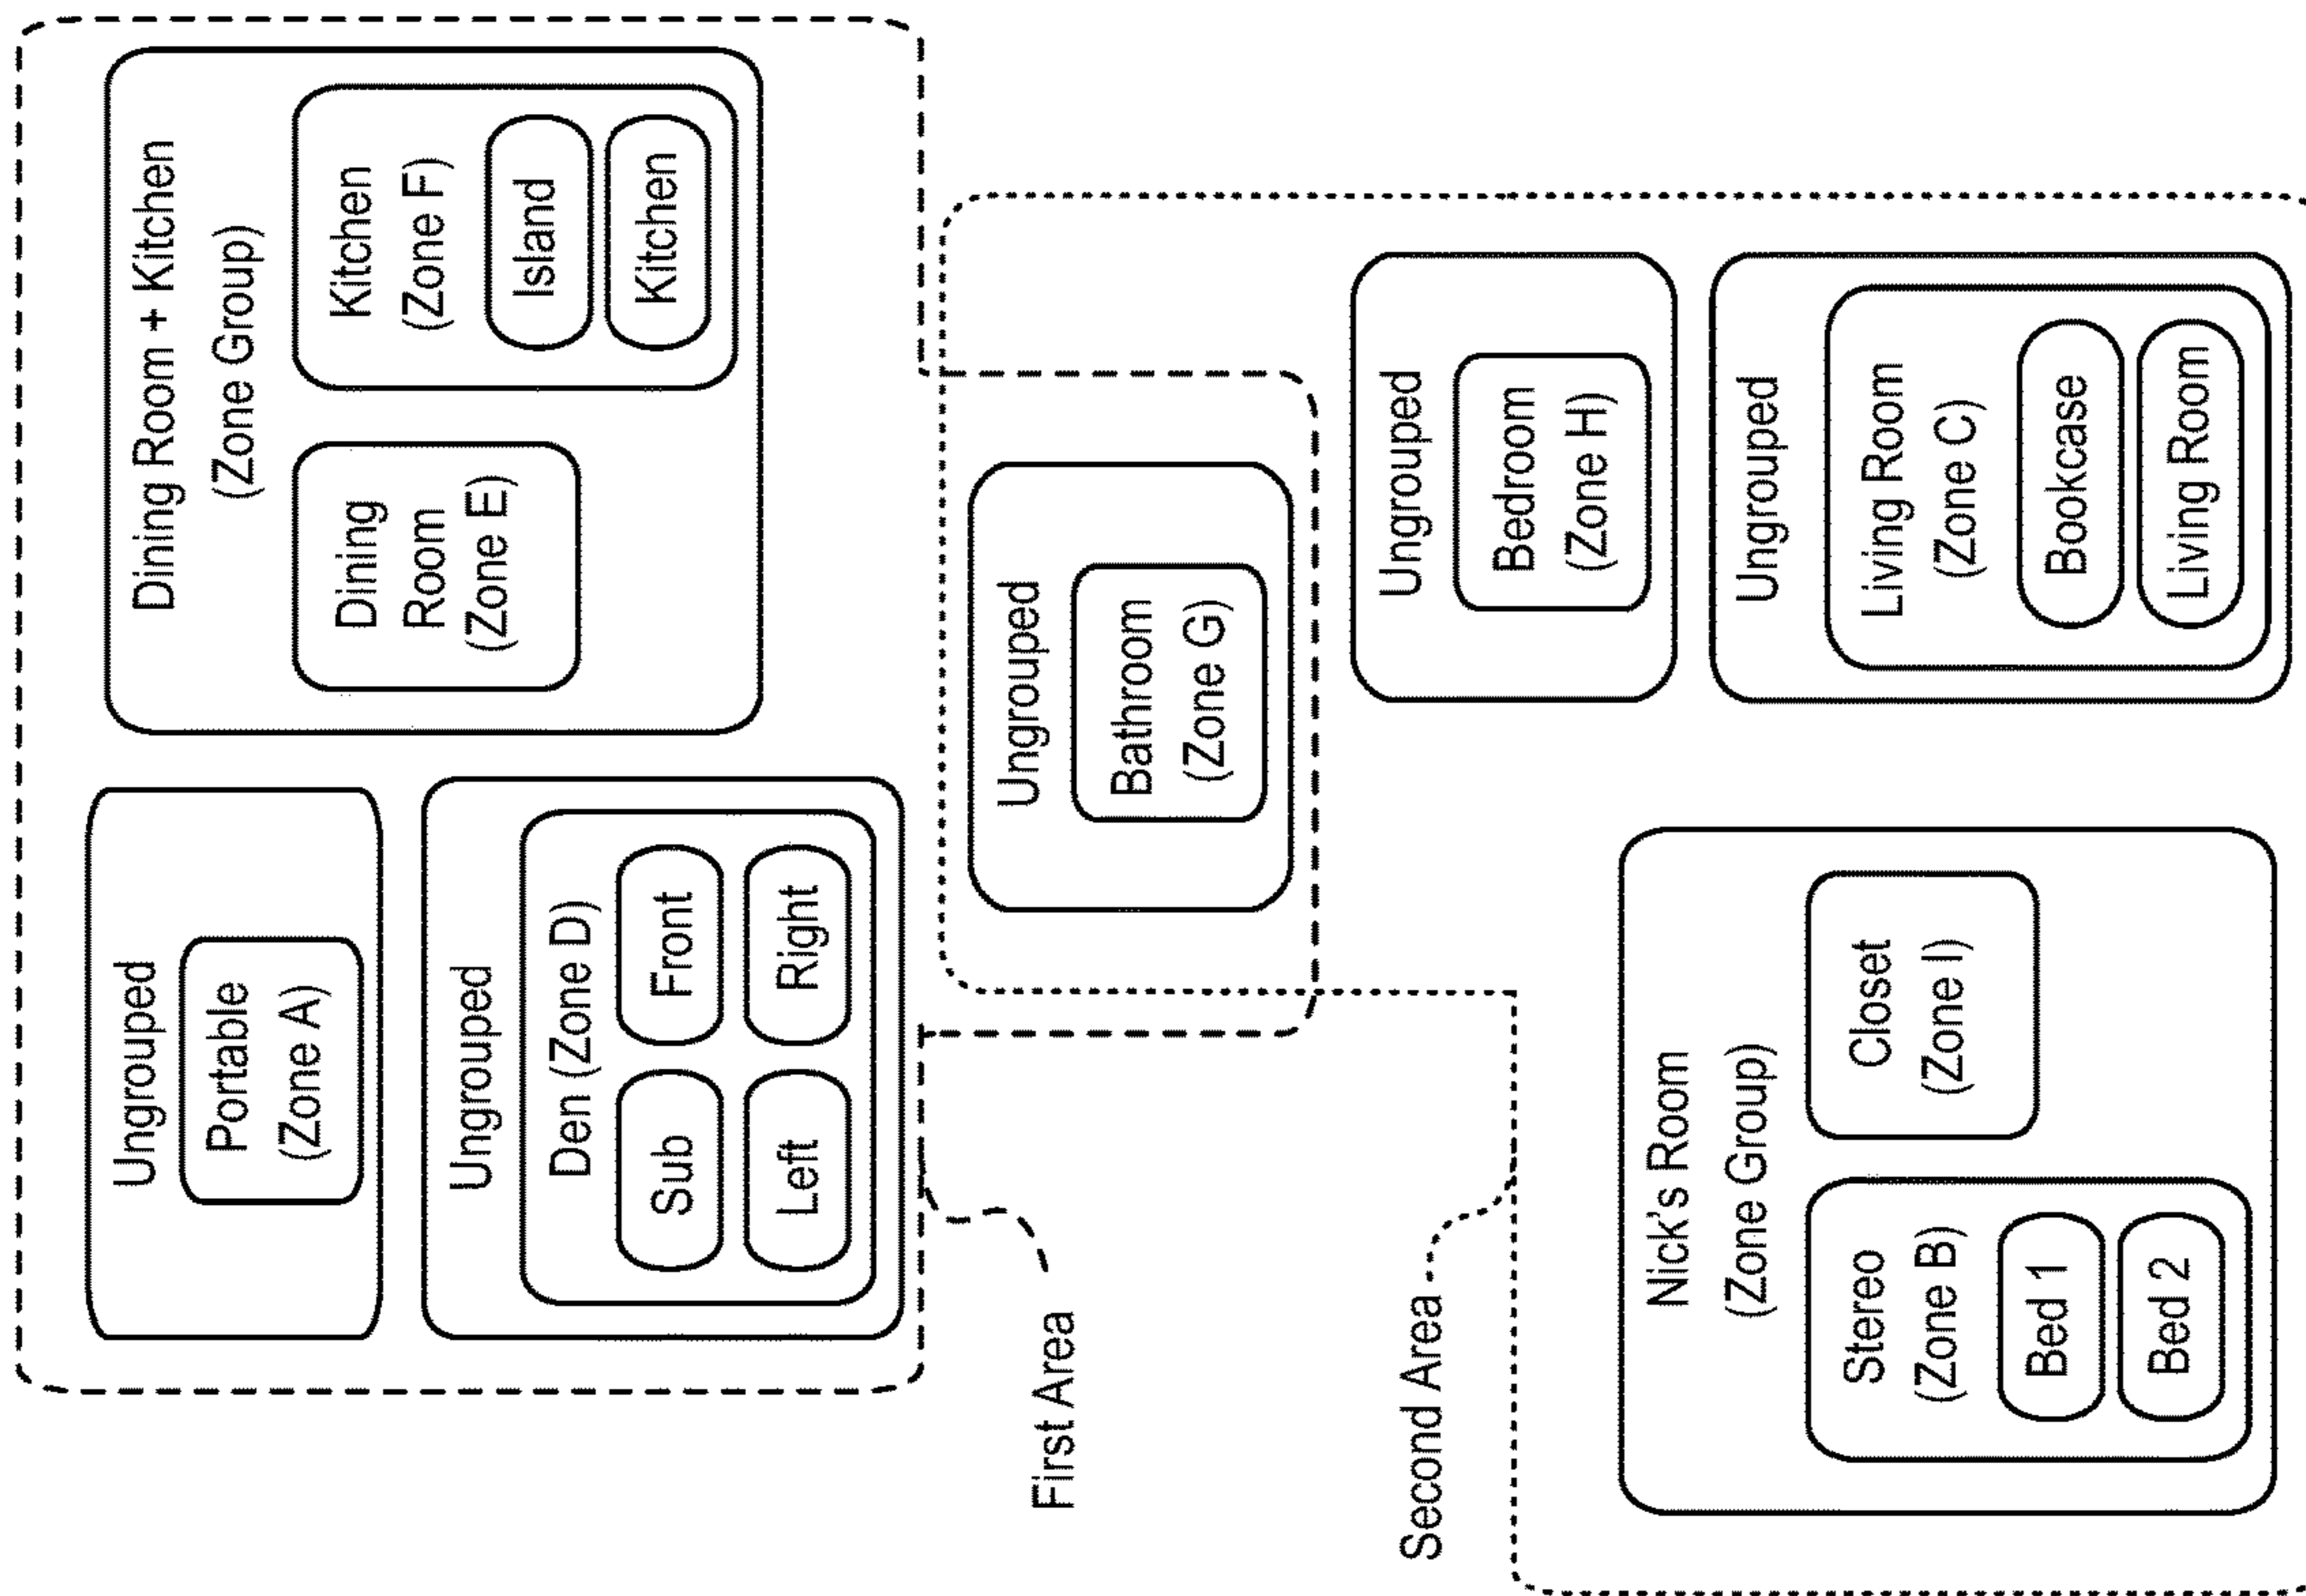 Ungrouped
Portable
(Zone A)
Ungrouped
Den (Zone D)
Sub
Front
Left
Right
Dining Room + Kitchen
(Zone Group)
Dining
Room
(Zone E)
Kitchen
(Zone F)
Island
Kitchen
First Area
Ungrouped
Bathroom
(Zone G)
Second Area
Ungrouped
Bedroom
(Zone H)
Nick's Room
(Zone Group)
Stereo
(Zone B)
Bed 1
Bed 2
Closet
(Zone I)
Ungrouped
Living Room
(Zone C)
Bookcase
Living Room